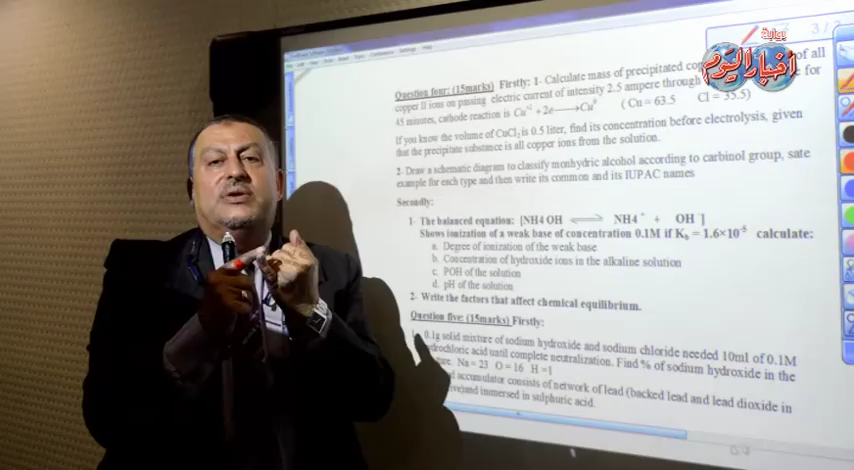 بوابة
أخبار اليوم
Question four: (15marks) Firstly: 1- Calculate mass of precipitated of all
copper II ions on passing electric current of intensity 2.5 ampere through for
45 minutes, cathode reaction is Cu⁺² + 2e ⟶ Cu⁰ ( Cu = 63.5 Cl = 35.5)
If you know the volume of CuCl₂ is 0.5 liter, find its concentration before electrolysis, given
that the precipitate substance is all copper ions from the solution.
2- Draw a schematic diagram to classify monhydric alcohol according to carbinol group, sate
example for each type and then write its common and its IUPAC names
Secondly:
1- The balanced equation: [NH4 OH ⇌ NH4⁺ + OH⁻]
Shows ionization of a weak base of concentration 0.1M if K_b = 1.6×10⁻⁵ calculate:
a. Degree of ionization of the weak base
b. Concentration of hydroxide ions in the alkaline solution
c. POH of the solution
d. pH of the solution
2- Write the factors that affect chemical equilibrium.
Question five: (15marks) Firstly:
0.1g solid mixture of sodium hydroxide and sodium chloride needed 10ml of 0.1M
hydrochloric acid until complete neutralization. Find % of sodium hydroxide in the
Na = 23 O = 16 H = 1
accumulator consists of network of lead (backed lead and lead dioxide in
immersed in sulphuric acid.